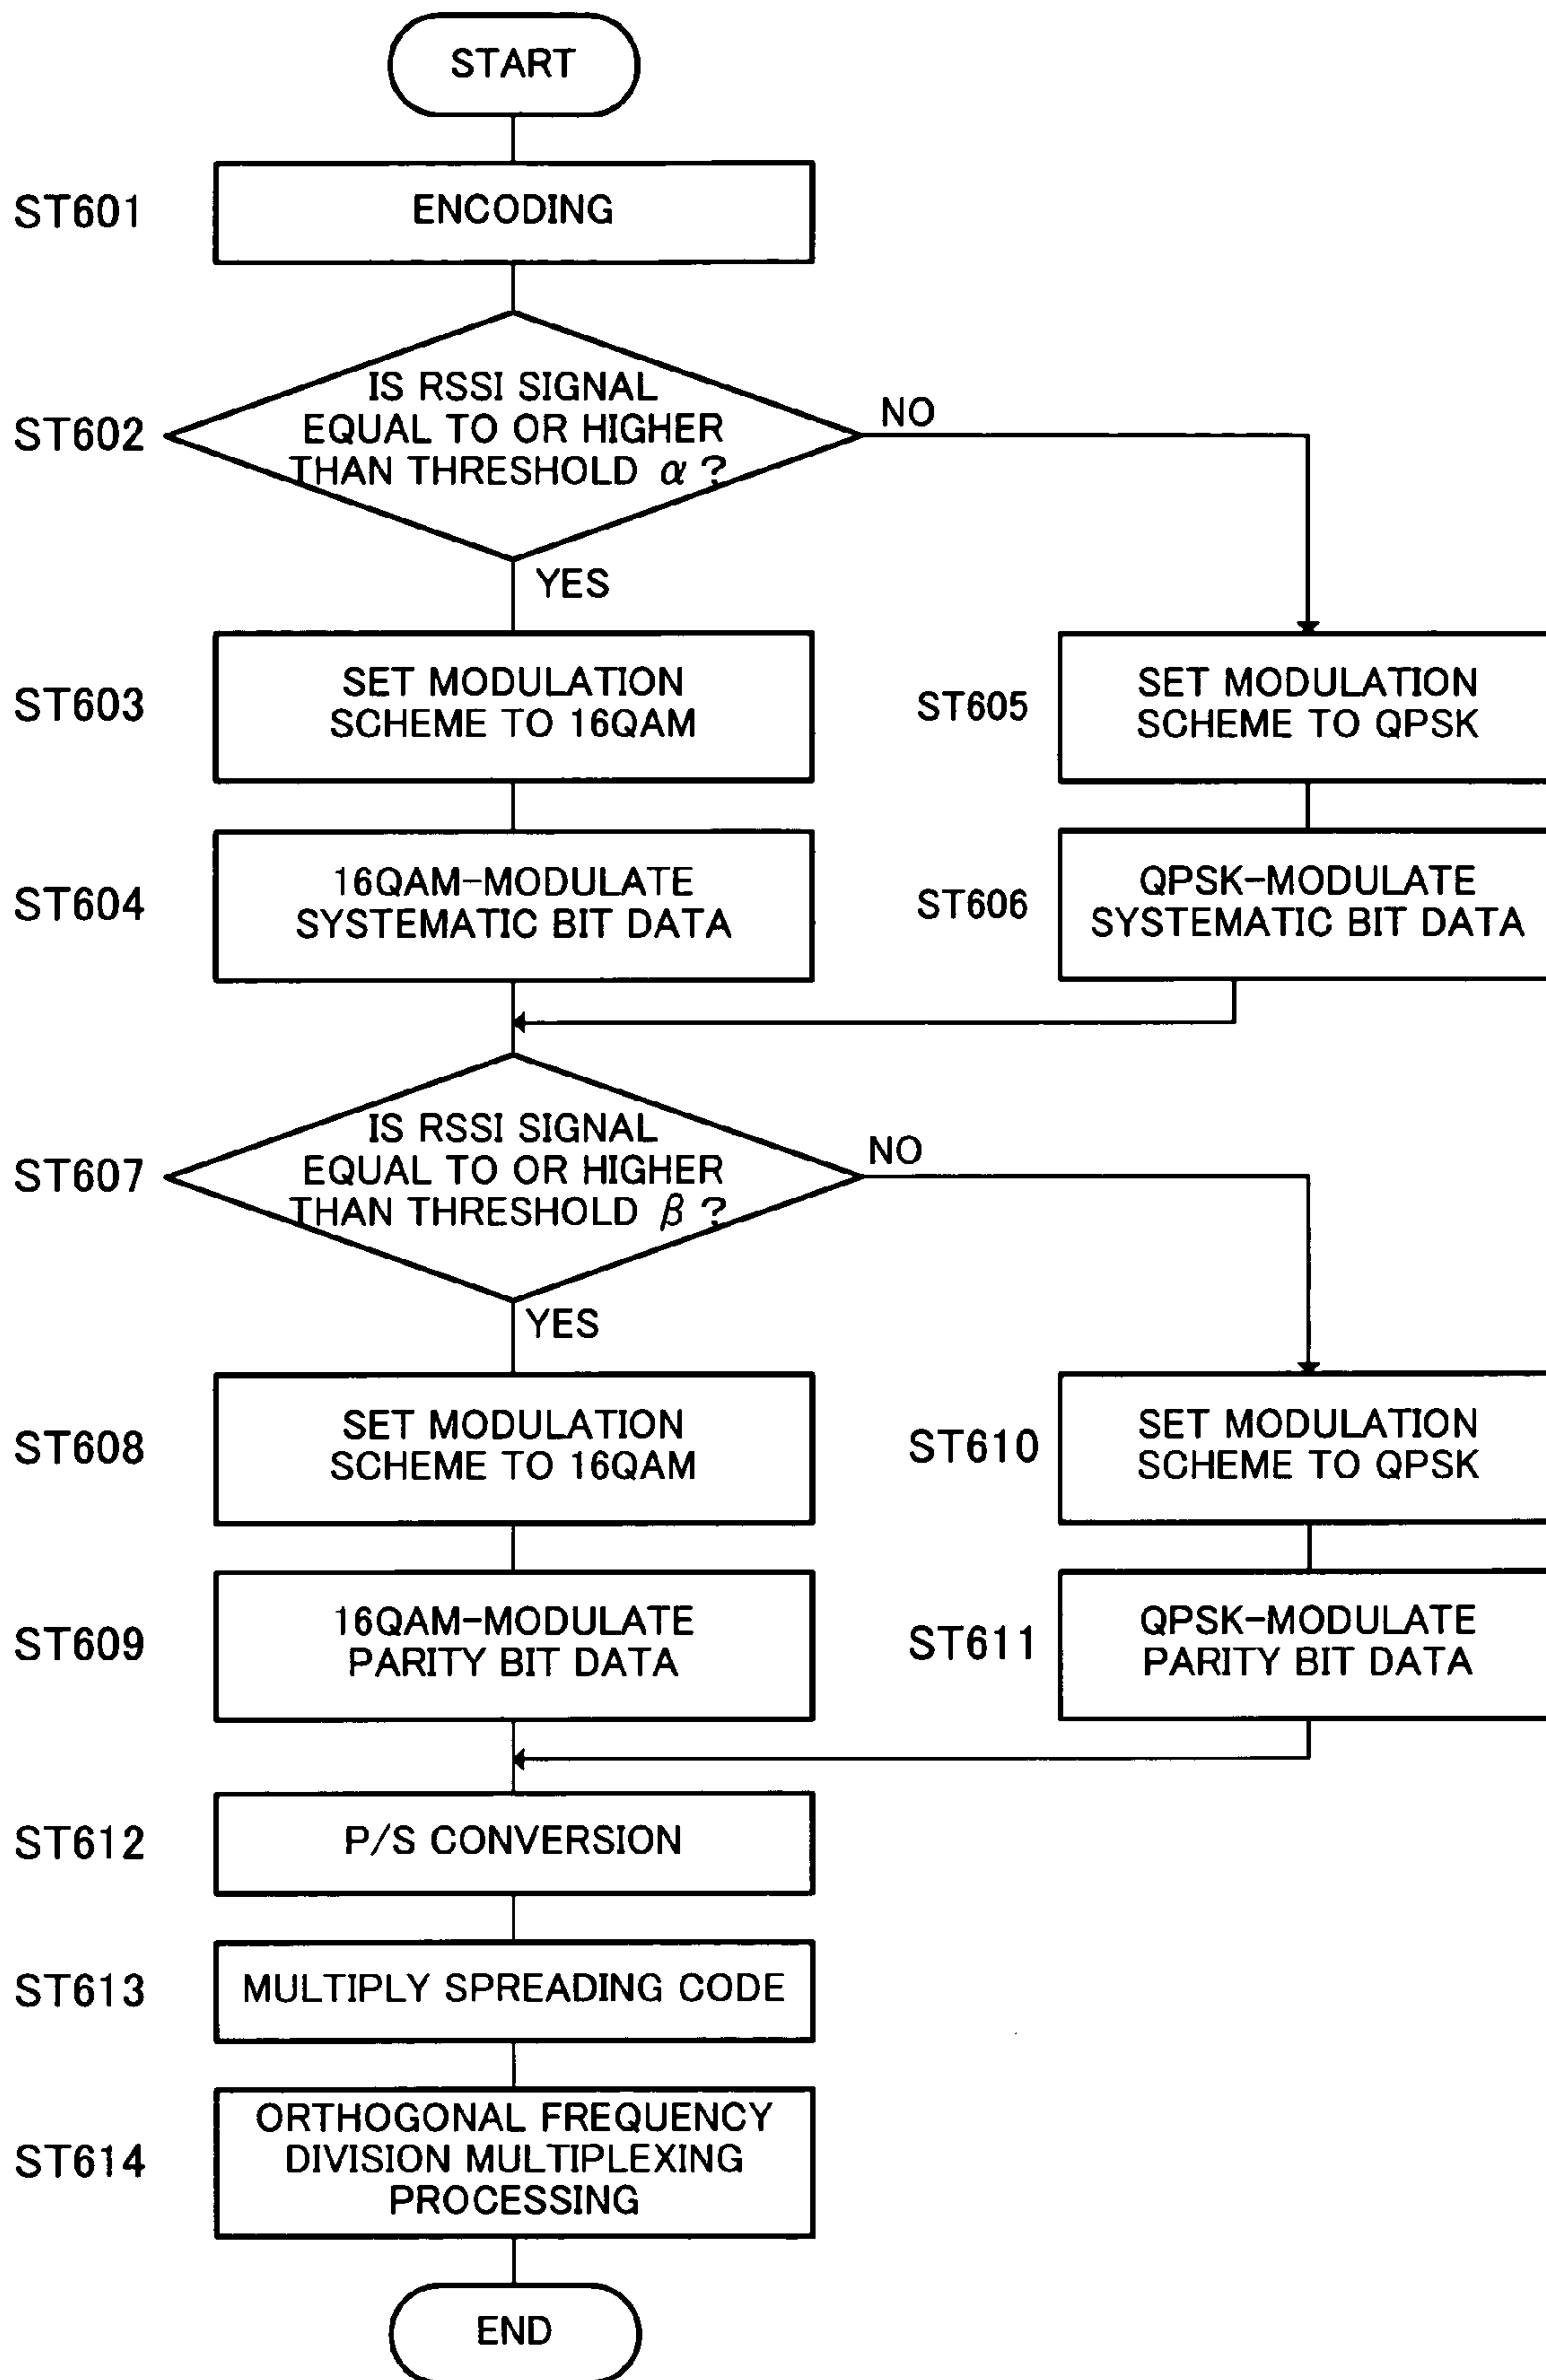 START
ST601
ENCODING
ST602
IS RSSI SIGNAL
EQUAL TO OR HIGHER
THAN THRESHOLD α ?
NO
YES
ST603
SET MODULATION
SCHEME TO 16QAM
ST605
SET MODULATION
SCHEME TO QPSK
ST604
16QAM-MODULATE
SYSTEMATIC BIT DATA
ST606
QPSK-MODULATE
SYSTEMATIC BIT DATA
ST607
IS RSSI SIGNAL
EQUAL TO OR HIGHER
THAN THRESHOLD β ?
NO
YES
ST608
SET MODULATION
SCHEME TO 16QAM
ST610
SET MODULATION
SCHEME TO QPSK
ST609
16QAM-MODULATE
PARITY BIT DATA
ST611
QPSK-MODULATE
PARITY BIT DATA
ST612
P/S CONVERSION
ST613
MULTIPLY SPREADING CODE
ST614
ORTHOGONAL FREQUENCY
DIVISION MULTIPLEXING
PROCESSING
END